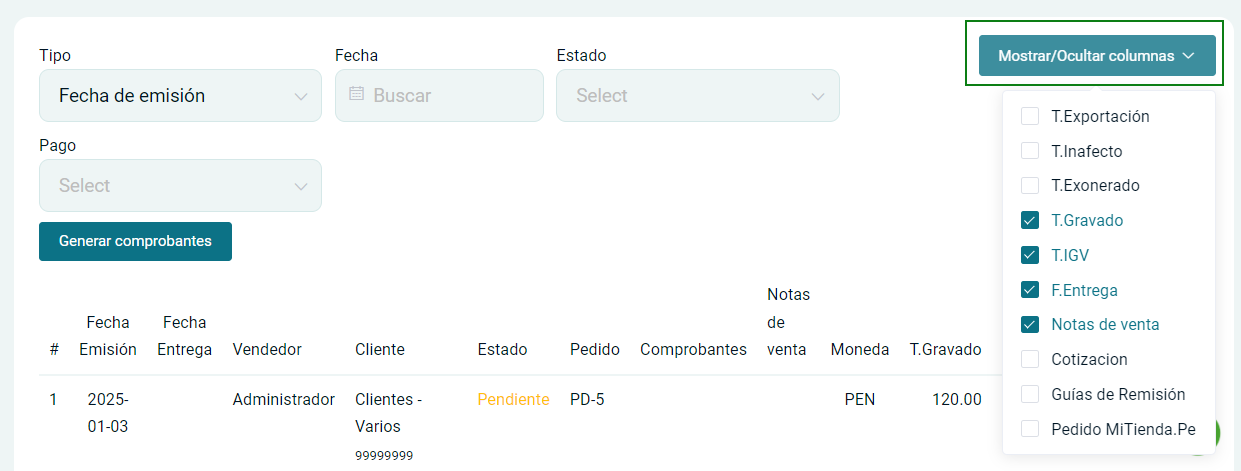 Tipo
Fecha
Estado
Mostrar/Ocultar columnas
Fecha de emisión
Buscar
Select
Pago
Select
Generar comprobantes
T.Exportación
T.Inafecto
T.Exonerado
T.Gravado
T.IGV
F.Entrega
Notas de venta
Cotizacion
Guías de Remisión
Pedido MiTienda.Pe
#
Fecha
Emisión
Fecha
Entrega
Vendedor
Cliente
Estado
Pedido
Comprobantes
Notas
de
venta
Moneda
T.Gravado
1
2025-
01-03
Administrador
Clientes -
Varios
99999999
Pendiente
PD-5
PEN
120.00